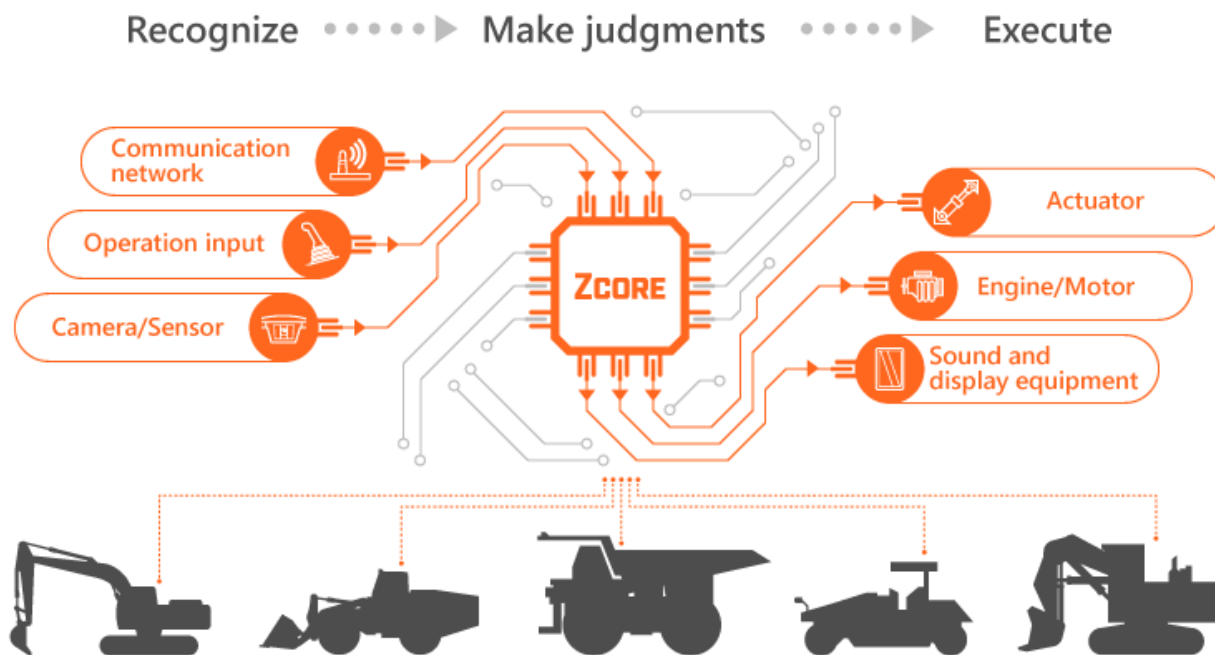 Recognize Make judgments Execute
Communication
network
Operation input
Camera/Sensor
ZCORE
Actuator
Engine/Motor
Sound and
display equipment